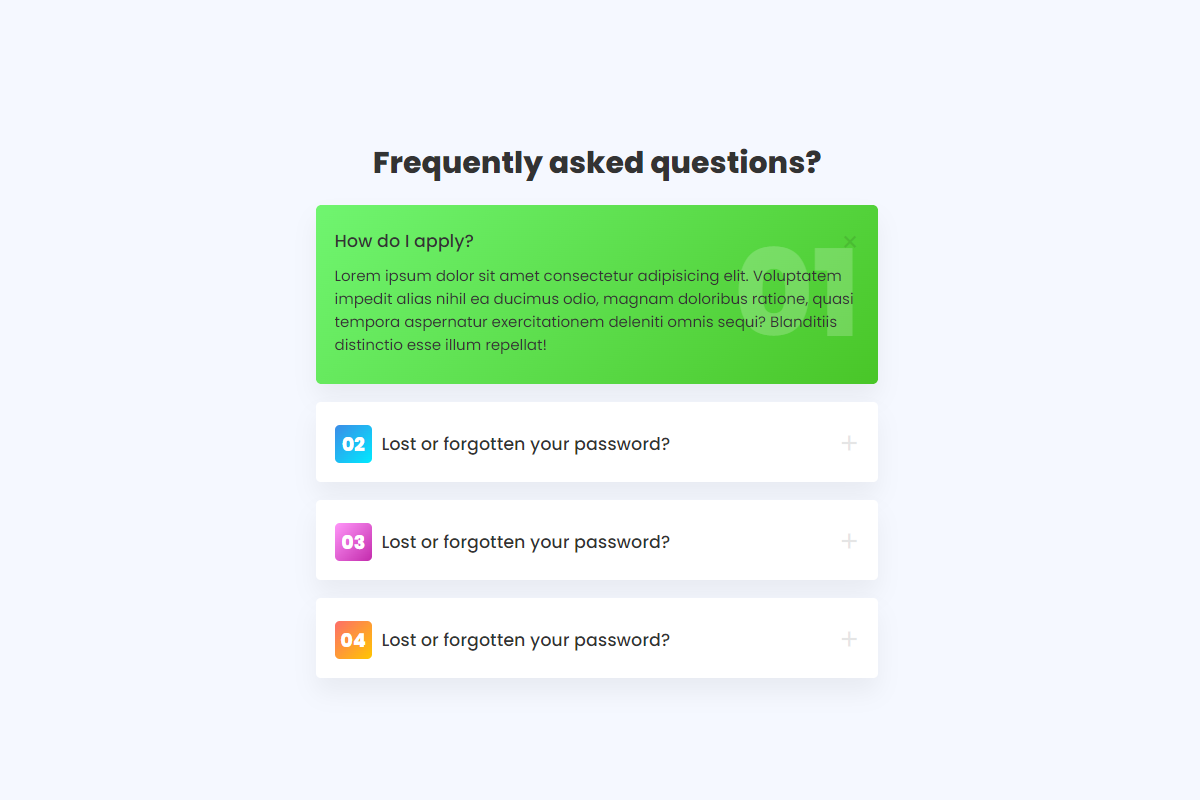 Frequently asked questions?
How do I apply?
01
Lorem ipsum dolor sit amet consectetur adipisicing elit. Voluptatem
impedit alias nihil ea ducimus odio, magnam doloribus ratione, quasi
tempora aspernatur exercitationem deleniti omnis sequi? Blanditiis
distinctio esse illum repellat!
02 Lost or forgotten your password?
03 Lost or forgotten your password?
04 Lost or forgotten your password?